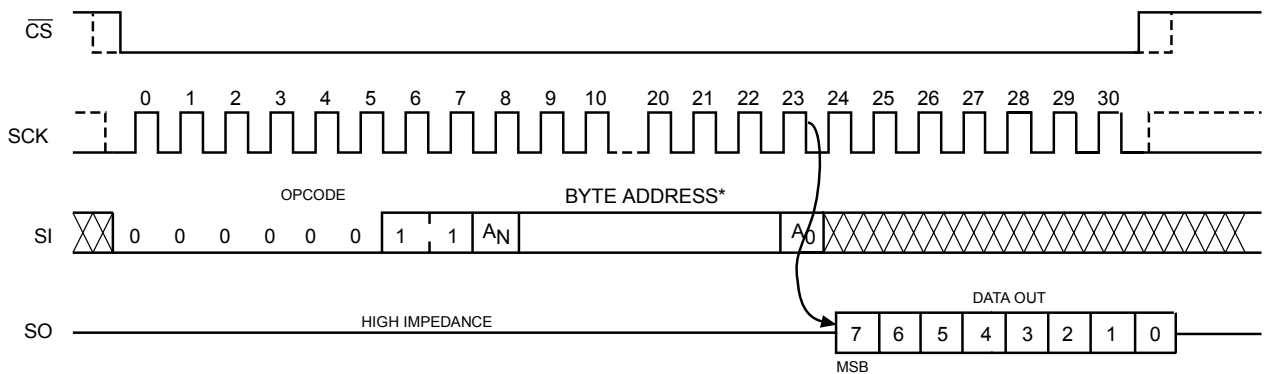 CS
0 1 2 3 4 5 6 7 8 9 10 20 21 22 23 24 25 26 27 28 29 30
SCK
OPCODE BYTE ADDRESS*
SI 0 0 0 0 0 0 1 1 AN A0
DATA OUT
SO HIGH IMPEDANCE 7 6 5 4 3 2 1 0
MSB